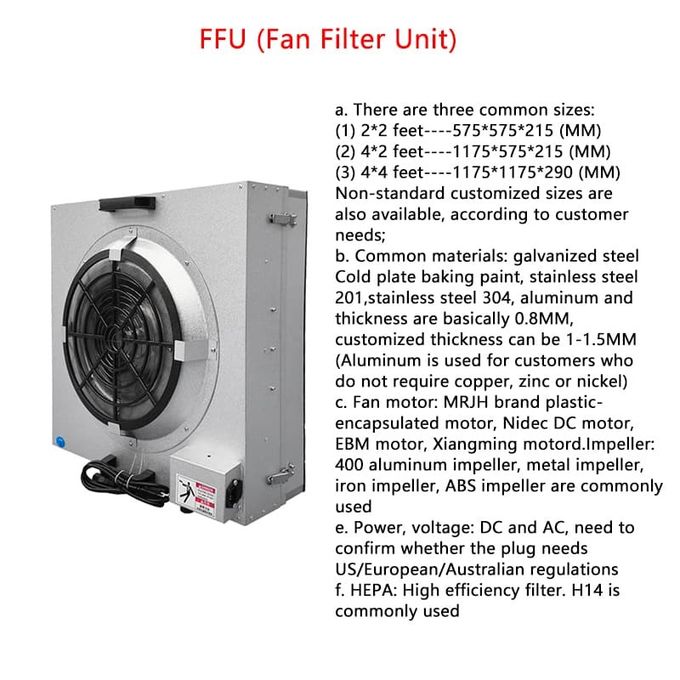 FFU (Fan Filter Unit)
a. There are three common sizes:
(1) 2*2 feet----575*575*215 (MM)
(2) 4*2 feet----1175*575*215 (MM)
(3) 4*4 feet---1175*1175*290 (MM)
Non-standard customized sizes are
also available, according to customer
needs;
b. Common materials: galvanized steel
Cold plate baking paint, stainless steel
201,stainless steel 304, aluminum and
thickness are basically 0.8MM,
customized thickness can be 1-1.5MM
(Aluminum is used for customers who
do not require copper, zinc or nickel)
c. Fan motor: MRJH brand plastic-
encapsulated motor, Nidec DC motor,
EBM motor, Xiangming motord.Impeller:
400 aluminum impeller, metal impeller,
iron impeller, ABS impeller are commonly
used
e. Power, voltage: DC and AC, need to
confirm whether the plug needs
US/European/Australian regulations
f. HEPA: High efficiency filter. H14 is
commonly used